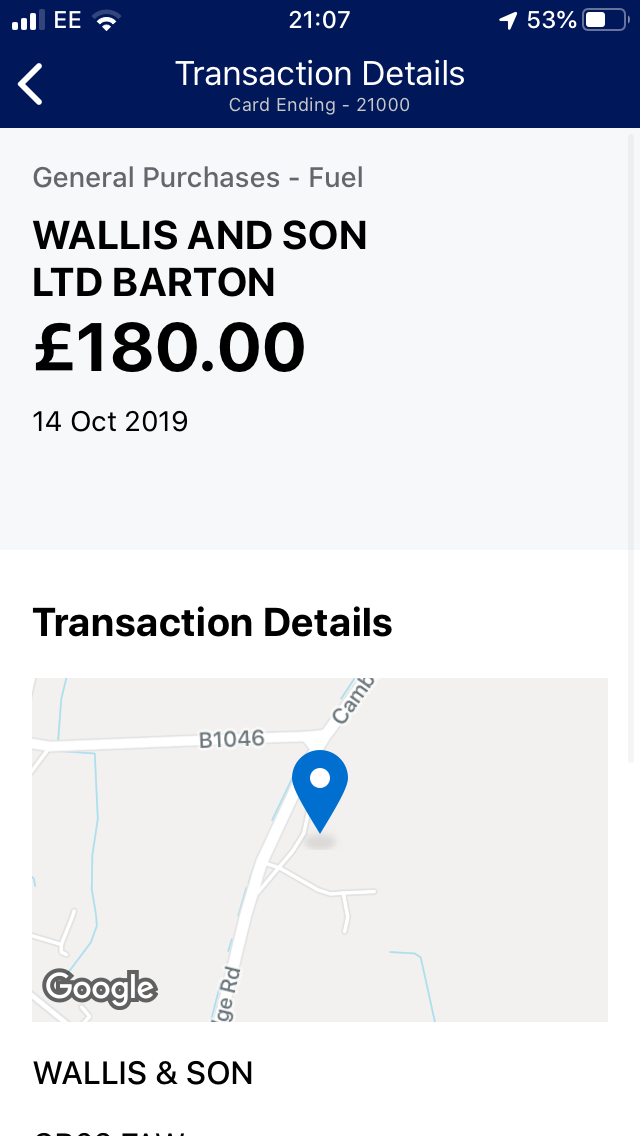 EE 21:07 53%
Transaction Details
Card Ending - 21000
General Purchases - Fuel
WALLIS AND SON
LTD BARTON
£180.00
14 Oct 2019
Transaction Details
Camb
B1046
ge Rd
Google
WALLIS & SON